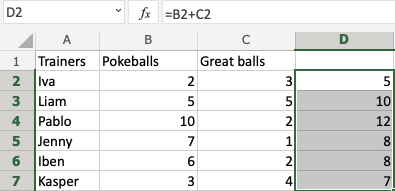 D2 fx =B2+C2
A B C D
1 Trainers Pokeballs Great balls
2 Iva 2 3 5
3 Liam 5 5 10
4 Pablo 10 2 12
5 Jenny 7 1 8
6 Iben 6 2 8
7 Kasper 3 4 7